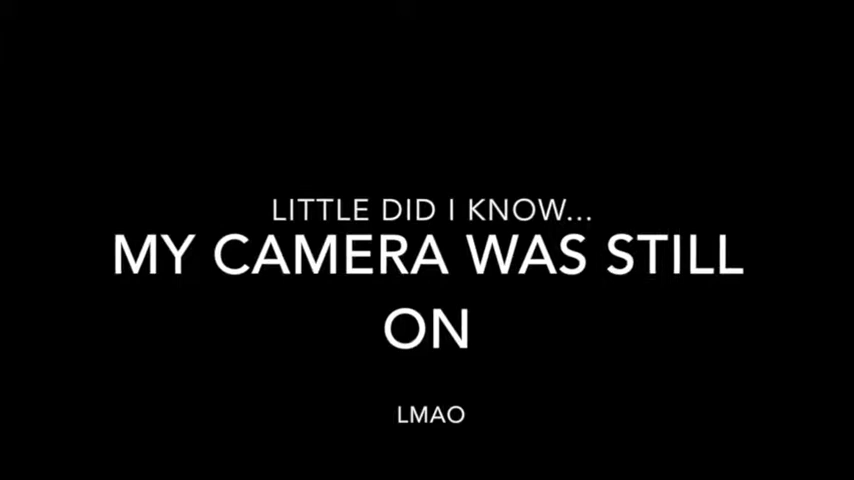 LITTLE DID I KNOW...
MY CAMERA WAS STILL
ON
LMAO